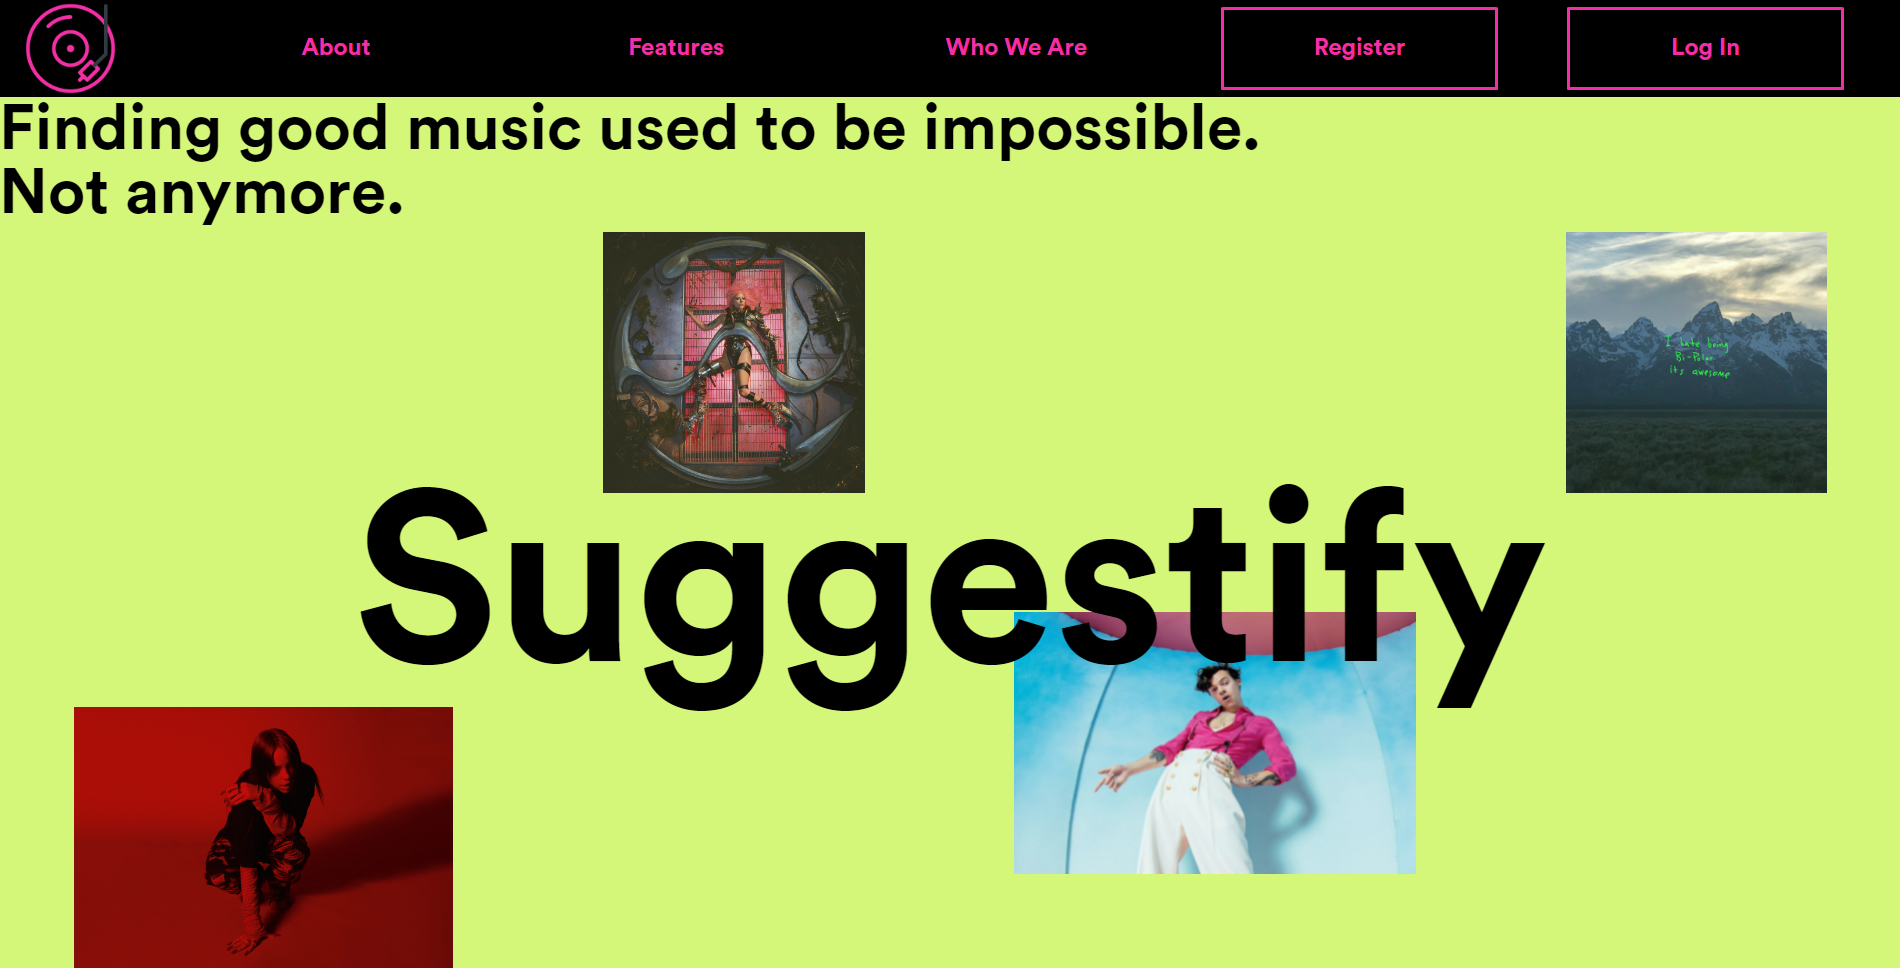 About
Features
Who We Are
Register
Log In
Finding good music used to be impossible.
Not anymore.
I hate being
Bi-Polar
its awesome
Suggestify